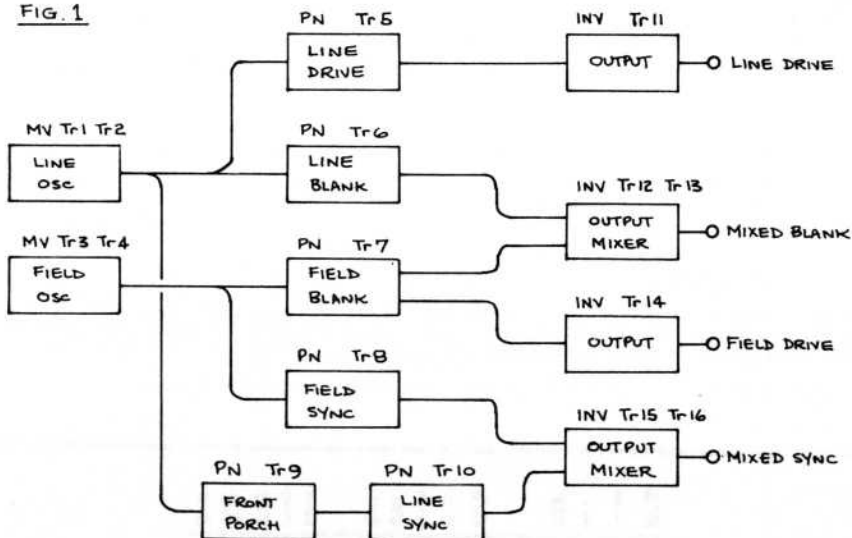 FIG. 1
PN Tr5
INV Tr11
LINE
DRIVE
OUTPUT
LINE DRIVE
MV Tr1 Tr2
PN Tr6
LINE
OSC
LINE
BLANK
INV Tr12 Tr13
OUTPUT
MIXER
MIXED BLANK
MV Tr3 Tr4
PN Tr7
FIELD
OSC
FIELD
BLANK
INV Tr14
OUTPUT
FIELD DRIVE
PN Tr8
FIELD
SYNC
INV Tr15 Tr16
OUTPUT
MIXER
MIXED SYNC
PN Tr9
PN Tr10
FRONT
PORCH
LINE
SYNC